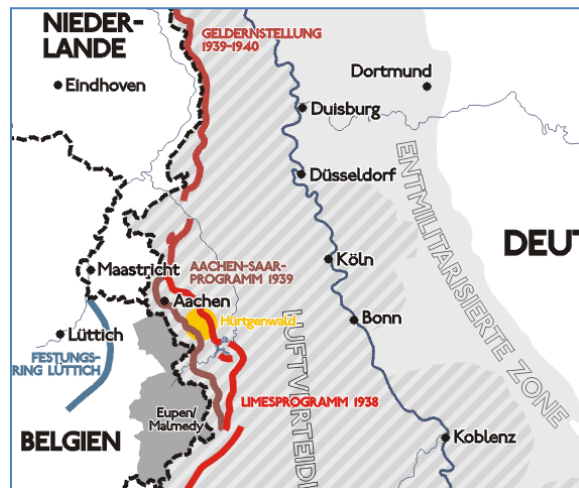 NIEDER-
LANDE
GELDERNSTELLUNG
1939-1940
Eindhoven
Dortmund
Duisburg
Düsseldorf
ENTMILITARISIERTE ZONE
DEUT
Maastricht
AACHEN-SAAR-
PROGRAMM 1939
Köln
Aachen
Hürtgenwald
Bonn
Lüttich
FESTUNGS-
RING LÜTTICH
LUFTVERTEIDI
LIMESPROGRAMM 1938
Eupen/
Malmedy
BELGIEN
Koblenz